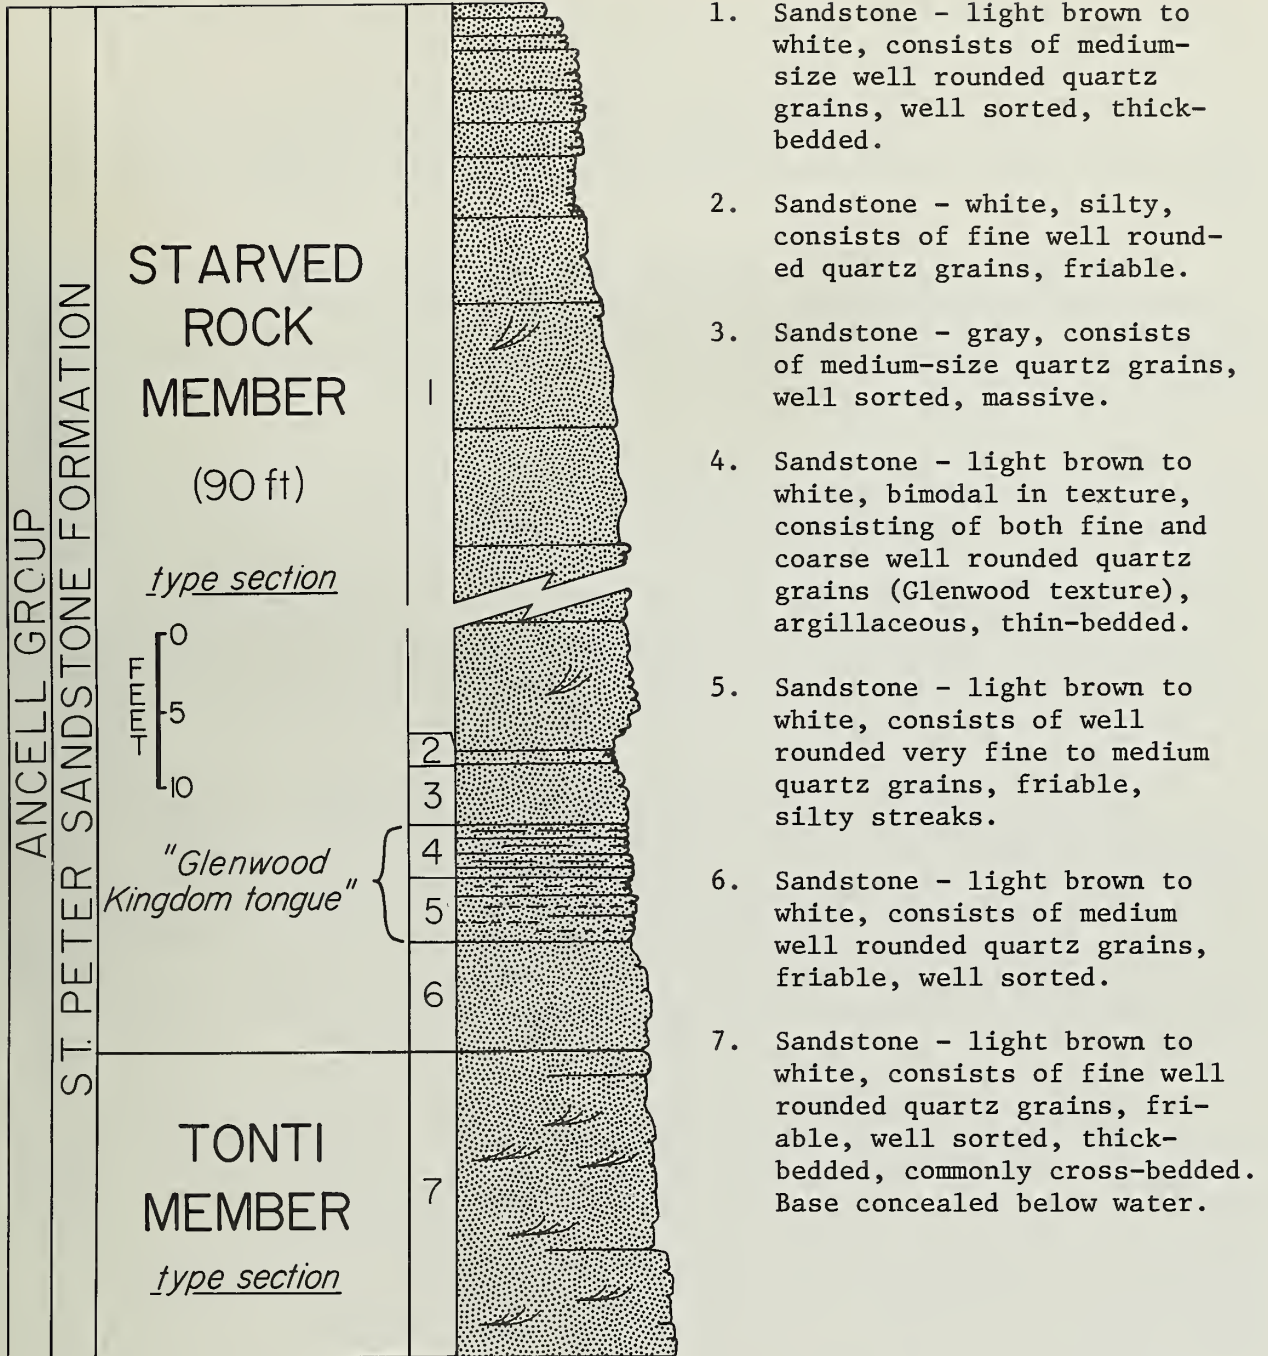 ANCELL GROUP
ST. PETER SANDSTONE FORMATION
STARVED
ROCK
MEMBER
(90 ft)
type section
FEET
0
5
10
"Glenwood
Kingdom tongue"
TONTI
MEMBER
type section
1
2
3
4
5
6
7
1. Sandstone - light brown to
white, consists of medium-
size well rounded quartz
grains, well sorted, thick-
bedded.
2. Sandstone - white, silty,
consists of fine well round-
ed quartz grains, friable.
3. Sandstone - gray, consists
of medium-size quartz grains,
well sorted, massive.
4. Sandstone - light brown to
white, bimodal in texture,
consisting of both fine and
coarse well rounded quartz
grains (Glenwood texture),
argillaceous, thin-bedded.
5. Sandstone - light brown to
white, consists of well
rounded very fine to medium
quartz grains, friable,
silty streaks.
6. Sandstone - light brown to
white, consists of medium
well rounded quartz grains,
friable, well sorted.
7. Sandstone - light brown to
white, consists of fine well
rounded quartz grains, fri-
able, well sorted, thick-
bedded, commonly cross-bedded.
Base concealed below water.